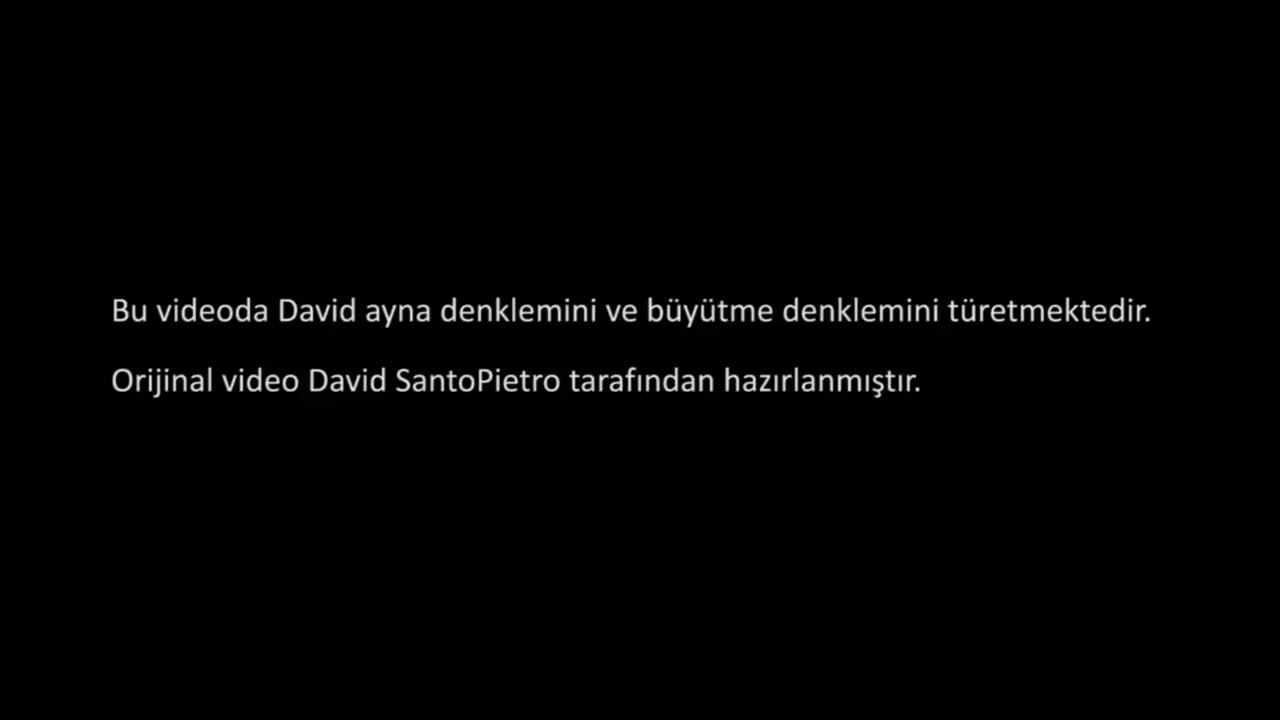 Bu videoda David ayna denklemini ve büyütme denklemini türetmektedir.
Orijinal video David SantoPietro tarafından hazırlanmıştır.